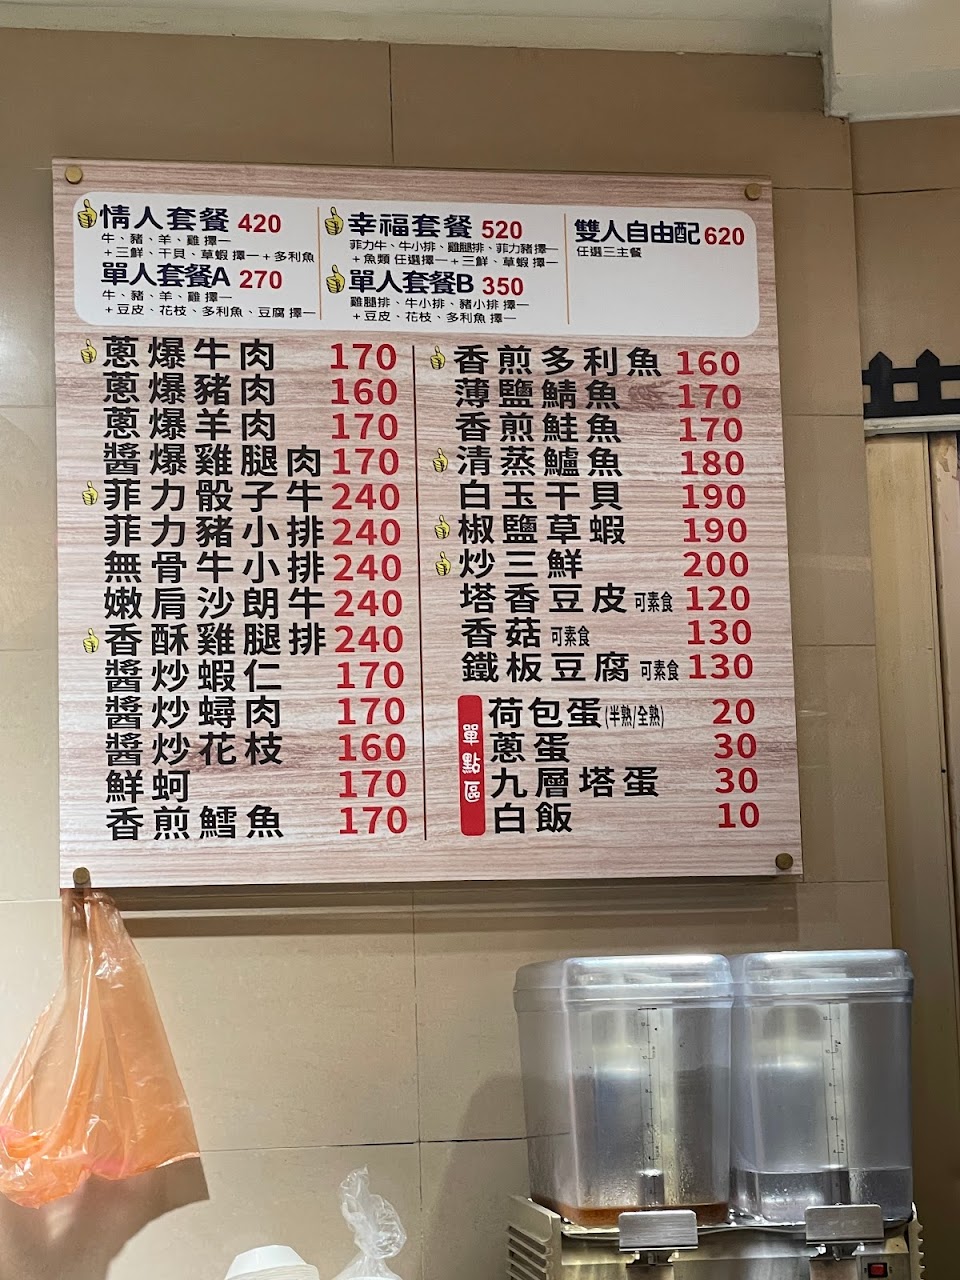 情人套餐 420
牛、豬、羊、雞 擇一
+三鮮、干貝、草蝦 擇一+多利魚
單人套餐A 270
牛、豬、羊、雞 擇一
+豆皮、花枝、多利魚、豆腐 擇一
幸福套餐 520
菲力牛、牛小排、雞腿排、菲力豬 擇一
+魚類 任選擇一+三鮮、草蝦 擇一
單人套餐B 350
雞腿排、牛小排、豬小排 擇一
+豆皮、花枝、多利魚 擇一
雙人自由配 620
任選三主餐
蔥爆牛肉 170
蔥爆豬肉 160
蔥爆羊肉 170
醬爆雞腿肉 170
菲力骰子牛 240
菲力豬小排 240
無骨牛小排 240
嫩肩沙朗牛 240
香酥雞腿排 240
醬炒蝦仁 170
醬炒蟳肉 170
醬炒花枝 160
鮮蚵 170
香煎鱈魚 170
香煎多利魚 160
薄鹽鯖魚 170
香煎鮭魚 170
清蒸鱸魚 180
白玉干貝 190
椒鹽草蝦 190
炒三鮮 200
塔香豆皮 可素食 120
香菇 可素食 130
鐵板豆腐 可素食 130
單點區
荷包蛋(半熟/全熟) 20
蔥蛋 30
九層塔蛋 30
白飯 10